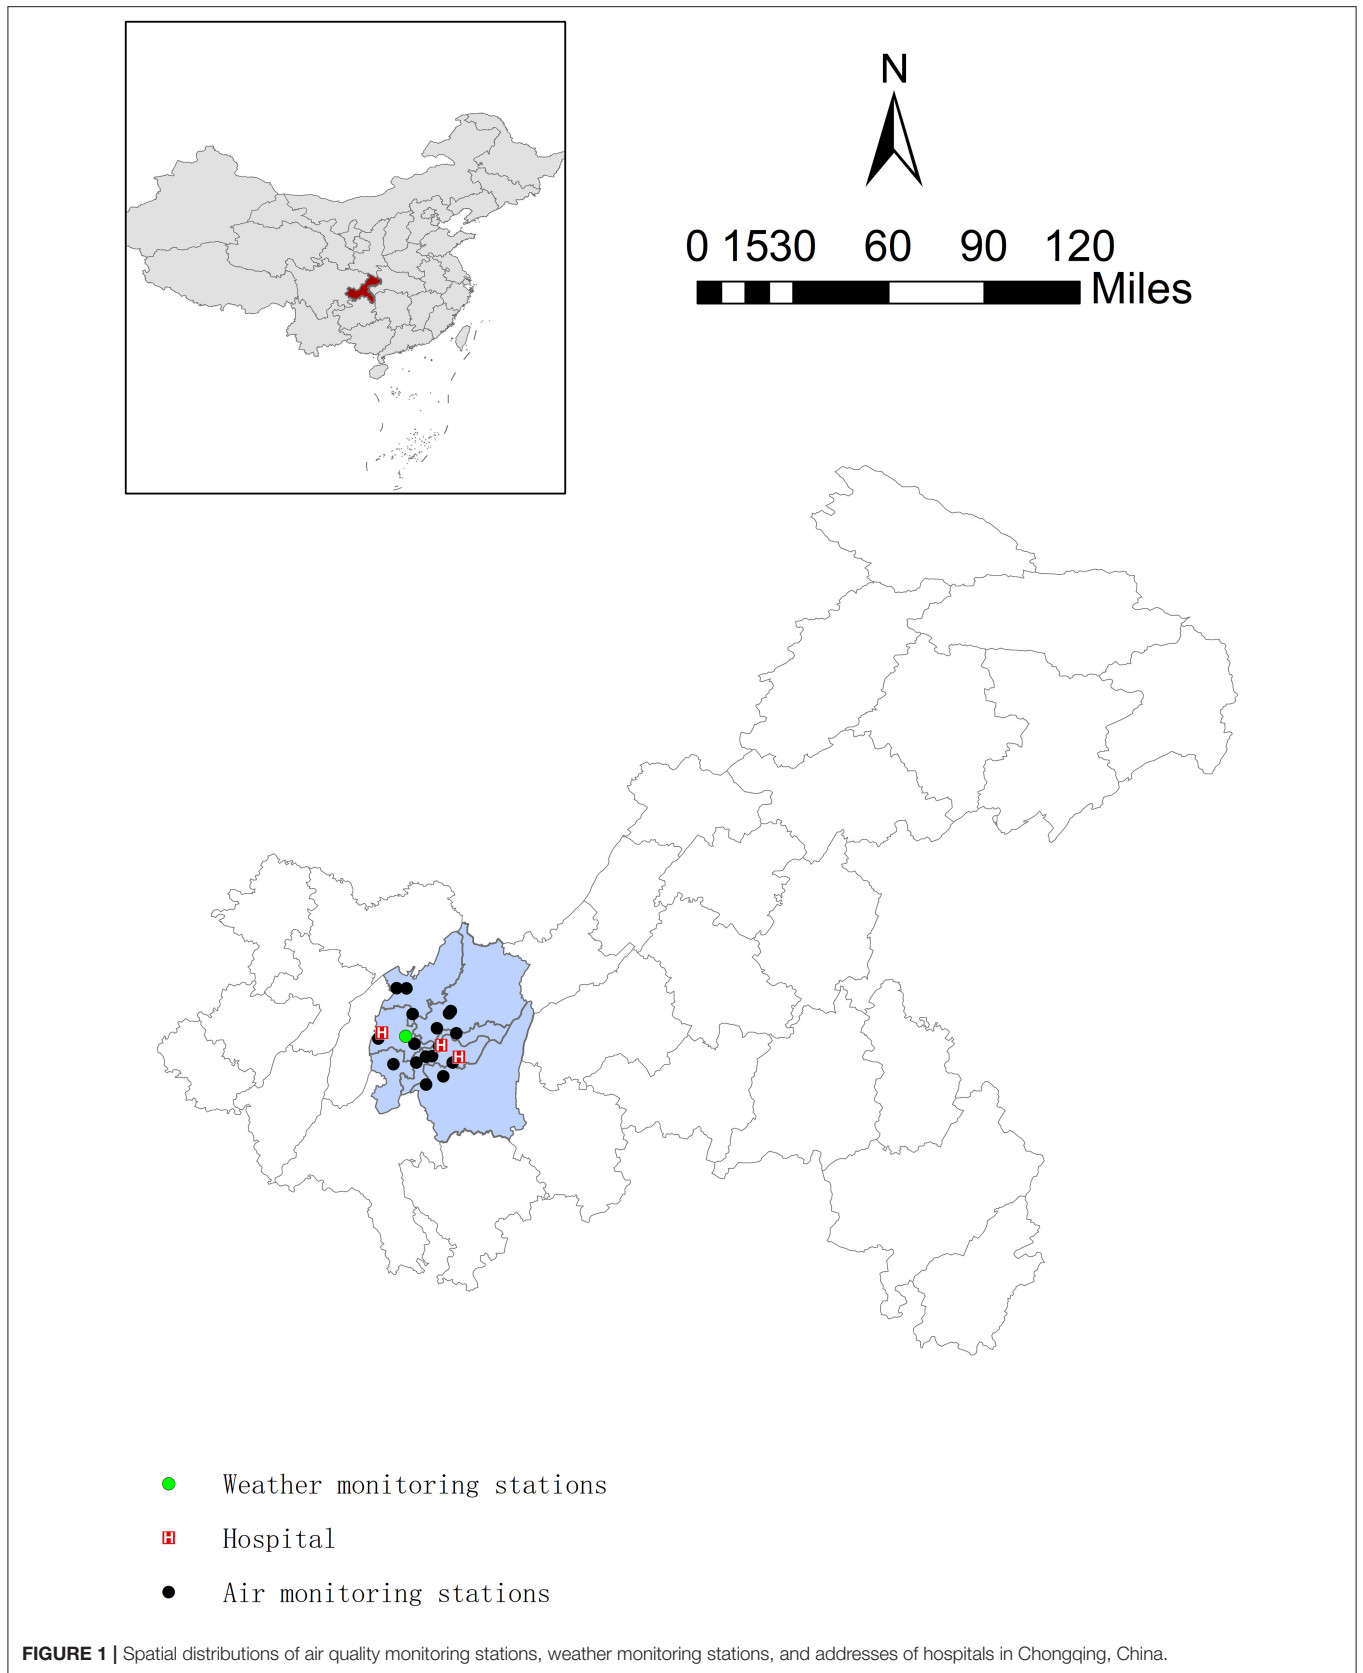 N
0 1530 60 90 120
Miles
Weather monitoring stations
H Hospital
Air monitoring stations
H
H
H
FIGURE 1 | Spatial distributions of air quality monitoring stations, weather monitoring stations, and addresses of hospitals in Chongqing, China.